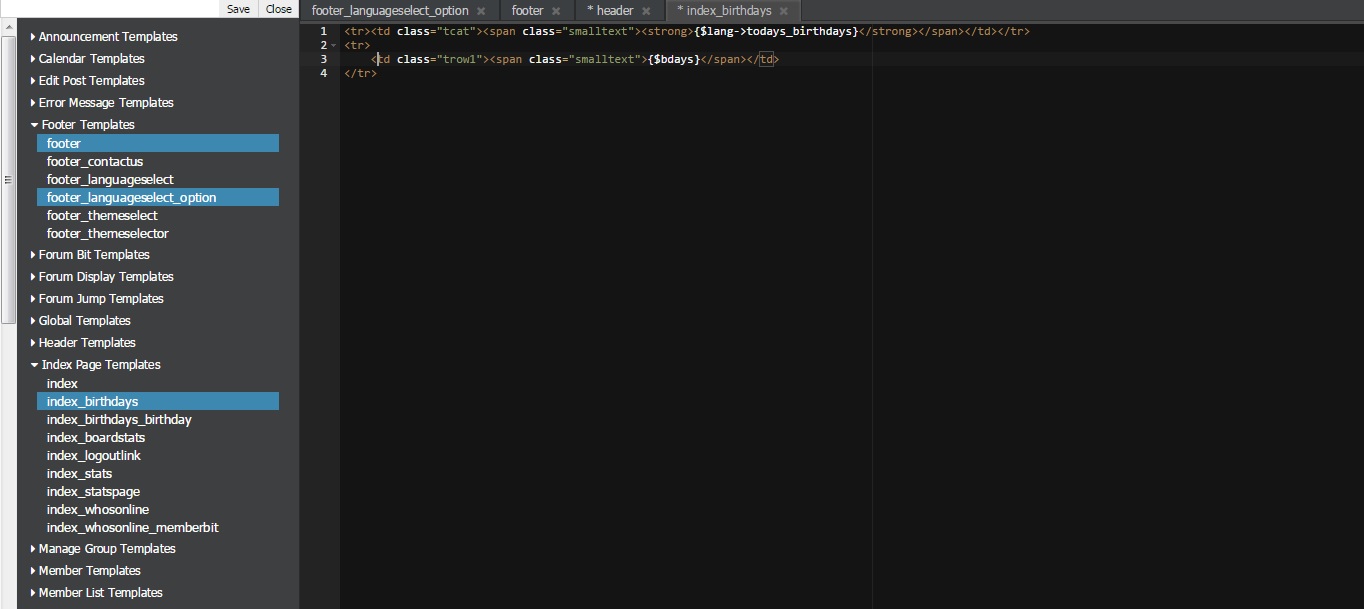 Save Close
Announcement Templates
Calendar Templates
Edit Post Templates
Error Message Templates
Footer Templates
footer
footer_contactus
footer_languageselect
footer_languageselect_option
footer_themeselect
footer_themeselector
Forum Bit Templates
Forum Display Templates
Forum Jump Templates
Global Templates
Header Templates
Index Page Templates
index
index_birthdays
index_birthdays_birthday
index_boardstats
index_logoutlink
index_stats
index_statspage
index_whosonline
index_whosonline_memberbit
Manage Group Templates
Member Templates
Member List Templates
footer_languageselect_option × footer × * header × * index_birthdays ×
1 <tr><td class="tcat"><span class="smalltext"><strong>{$lang->todays_birthdays}</strong></span></td></tr>
2 <tr>
3 <td class="trow1"><span class="smalltext">{$bdays}</span></td>
4 </tr>